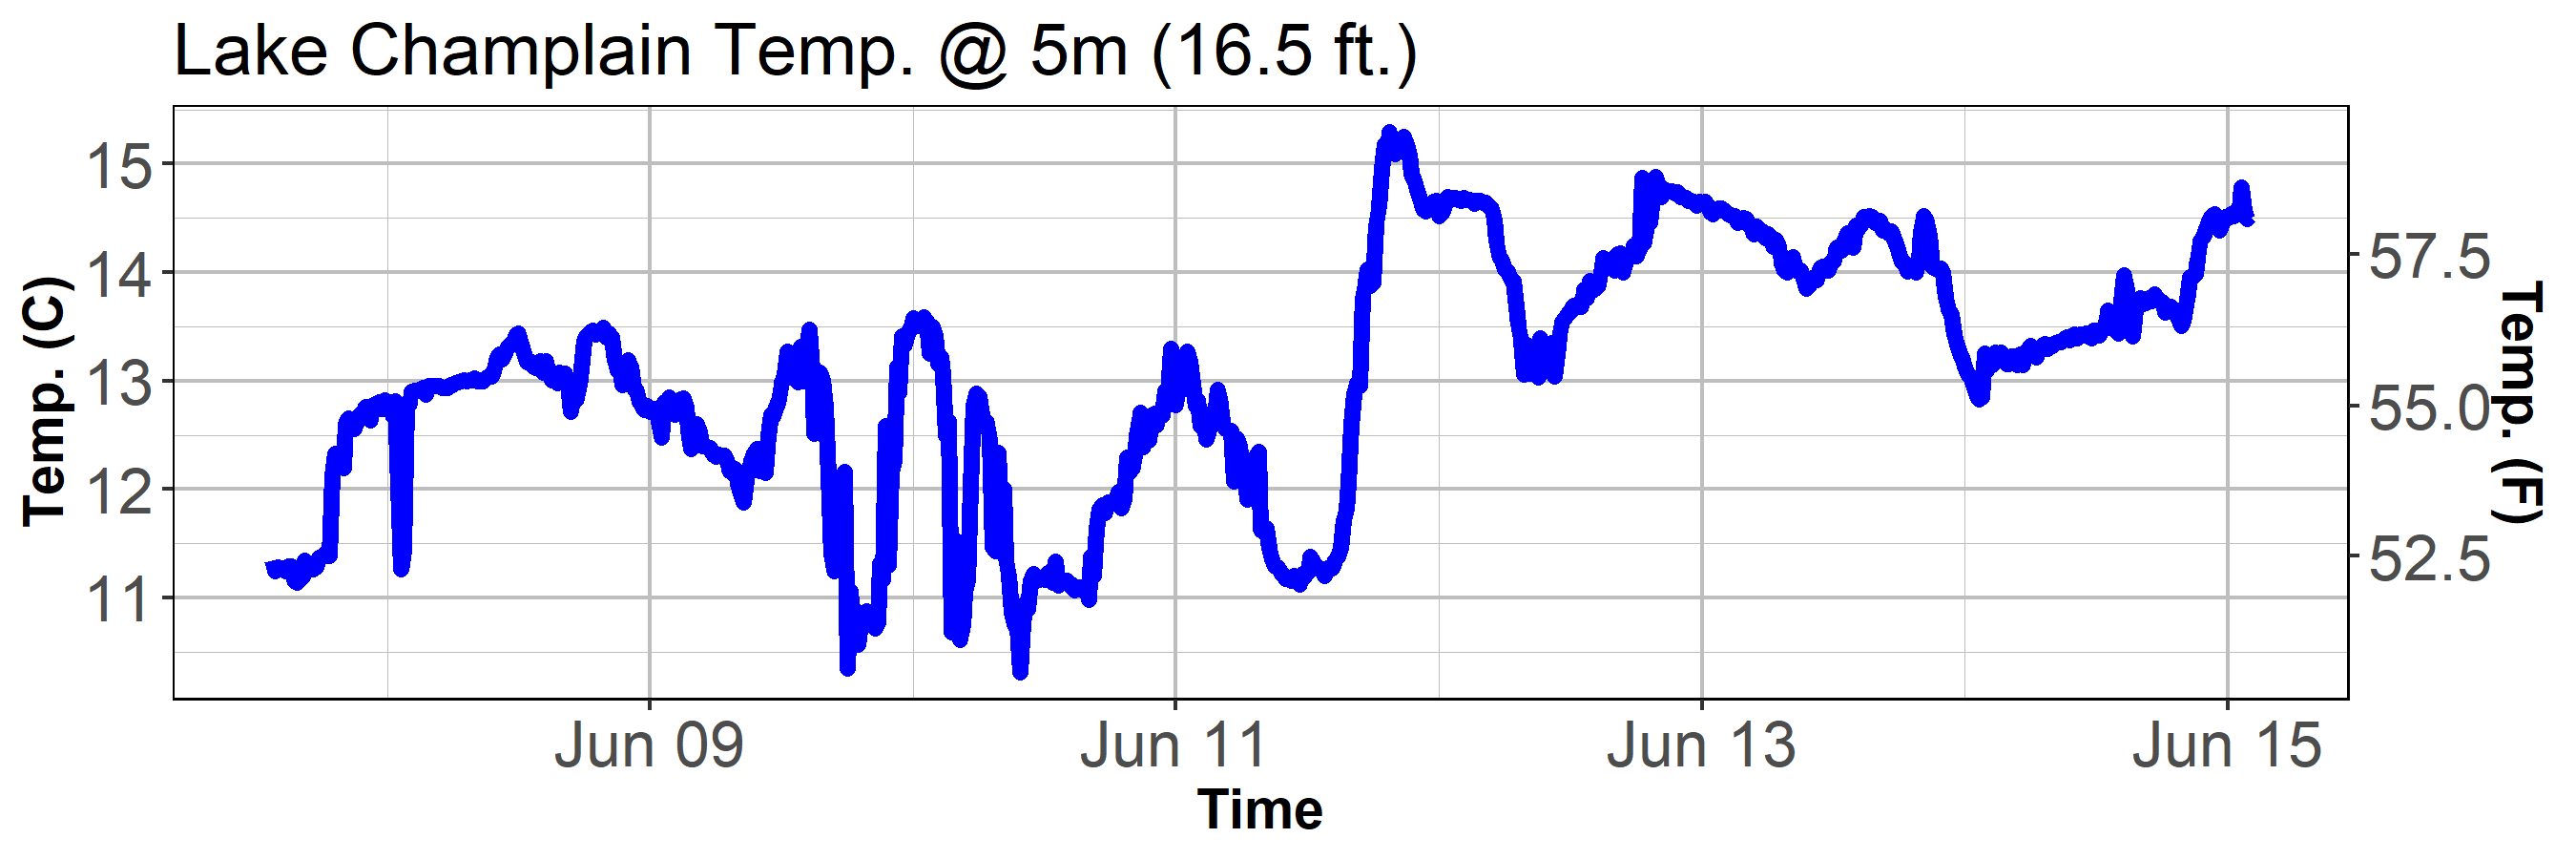 Lake Champlain Temp. @ 5m (16.5 ft.)
Temp. (C)
15
14
13
12
11
57.5
55.0
52.5
Temp. (F)
Jun 09 Jun 11 Jun 13 Jun 15
Time